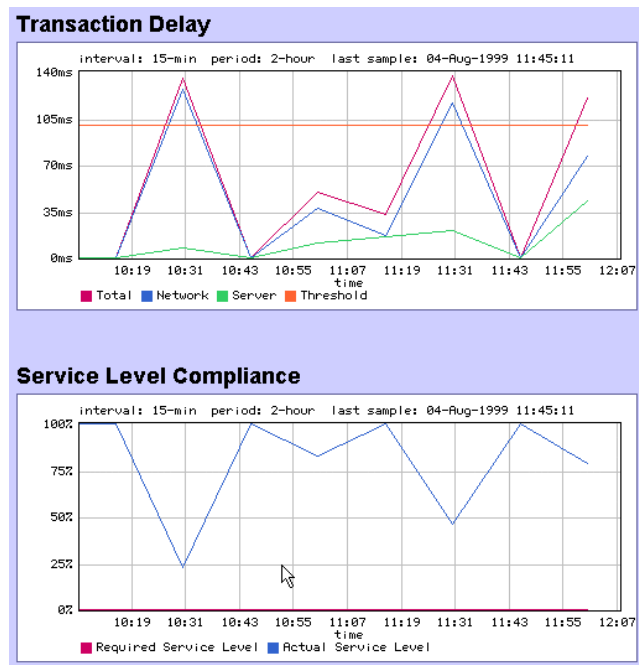 Transaction Delay
interval: 15-min period: 2-hour last sample: 04-Aug-1999 11:45:11
140ms
105ms
70ms
35ms
0ms
10:19 10:31 10:43 10:55 11:07 11:19 11:31 11:43 11:55 12:07
time
Total Network Server Threshold
Service Level Compliance
interval: 15-min period: 2-hour last sample: 04-Aug-1999 11:45:11
100%
75%
50%
25%
0%
10:19 10:31 10:43 10:55 11:07 11:19 11:31 11:43 11:55 12:07
time
Required Service Level Actual Service Level